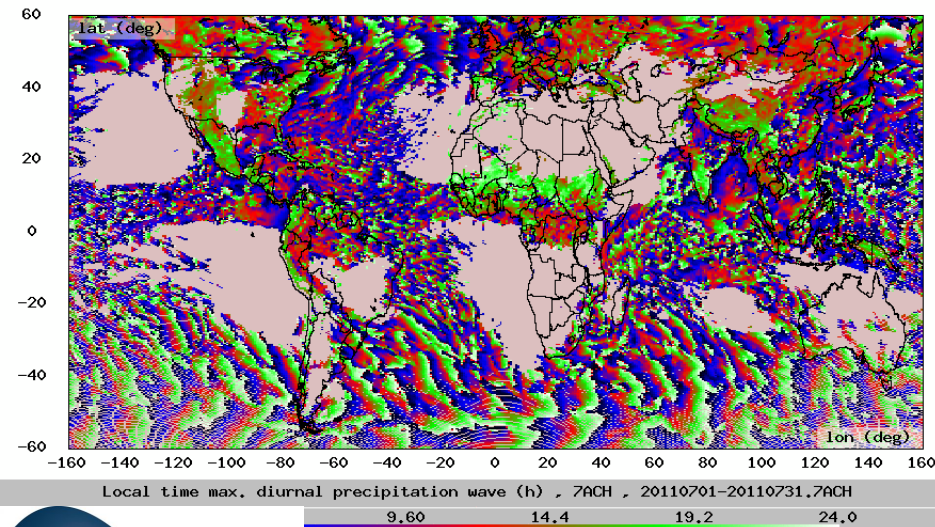 60
lat (deg)
40
20
0
-20
-40
-60
lon (deg)
-160 -140 -120 -100 -80 -60 -40 -20 0 20 40 60 80 100 120 140 160
Local time max. diurnal precipitation wave (h) , 7ACH , 20110701-20110731.7ACH
9.60 14.4 19.2 24.0